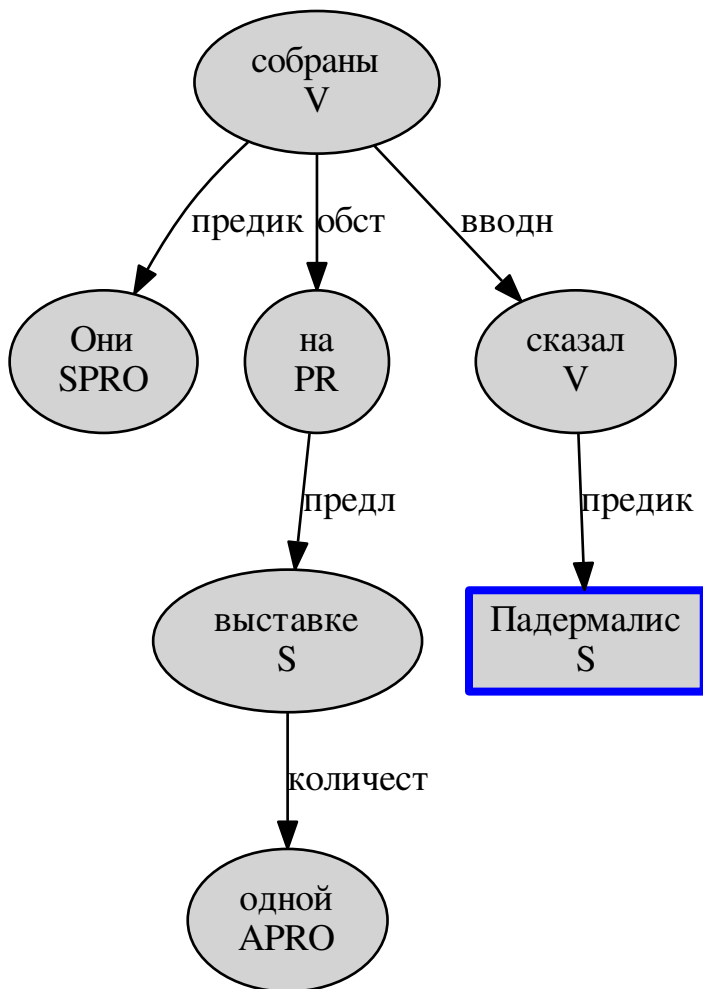 собраны
V
предик
обст
вводн
Они
SPRO
на
PR
сказал
V
предл
предик
выставке
S
Падермалис
S
количест
одной
APRO